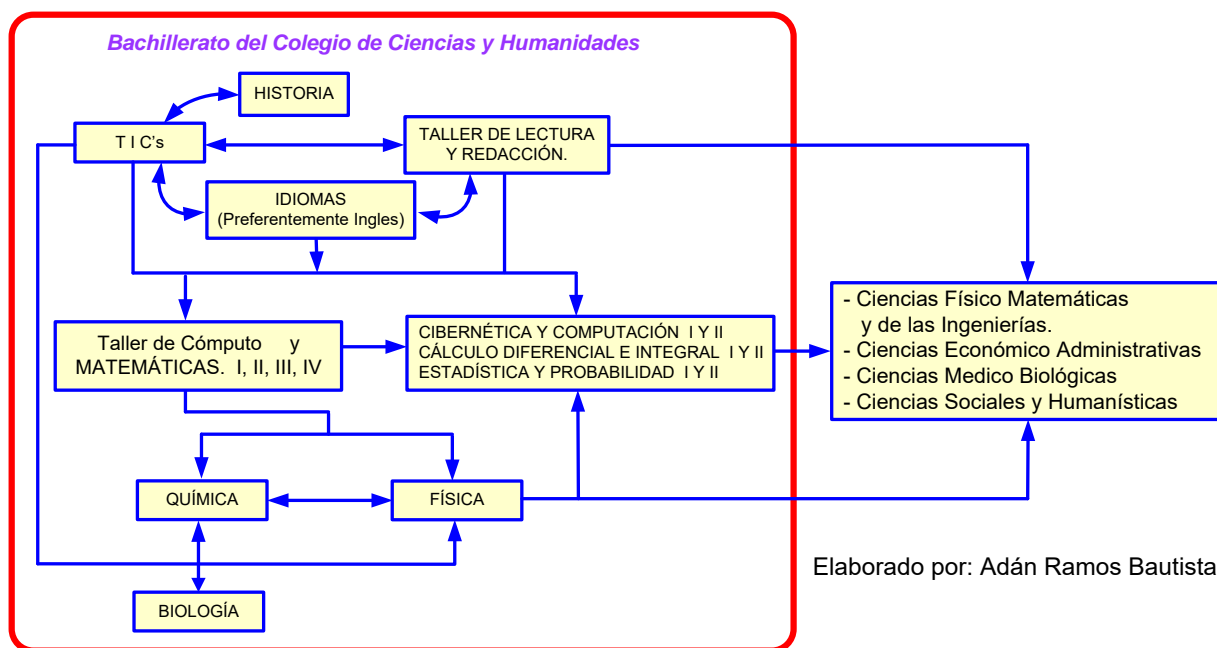 Bachillerato del Colegio de Ciencias y Humanidades
HISTORIA
T I C's
TALLER DE LECTURA
Y REDACCIÓN.
IDIOMAS
(Preferentemente Ingles)
Taller de Cómputo y
MATEMÁTICAS. I, II, III, IV
CIBERNÉTICA Y COMPUTACIÓN I Y II
CÁLCULO DIFERENCIAL E INTEGRAL I Y II
ESTADÍSTICA Y PROBABILIDAD I Y II
- Ciencias Físico Matemáticas
y de las Ingenierías.
- Ciencias Económico Administrativas
- Ciencias Medico Biológicas
- Ciencias Sociales y Humanísticas
QUÍMICA
FÍSICA
BIOLOGÍA
Elaborado por: Adán Ramos Bautista